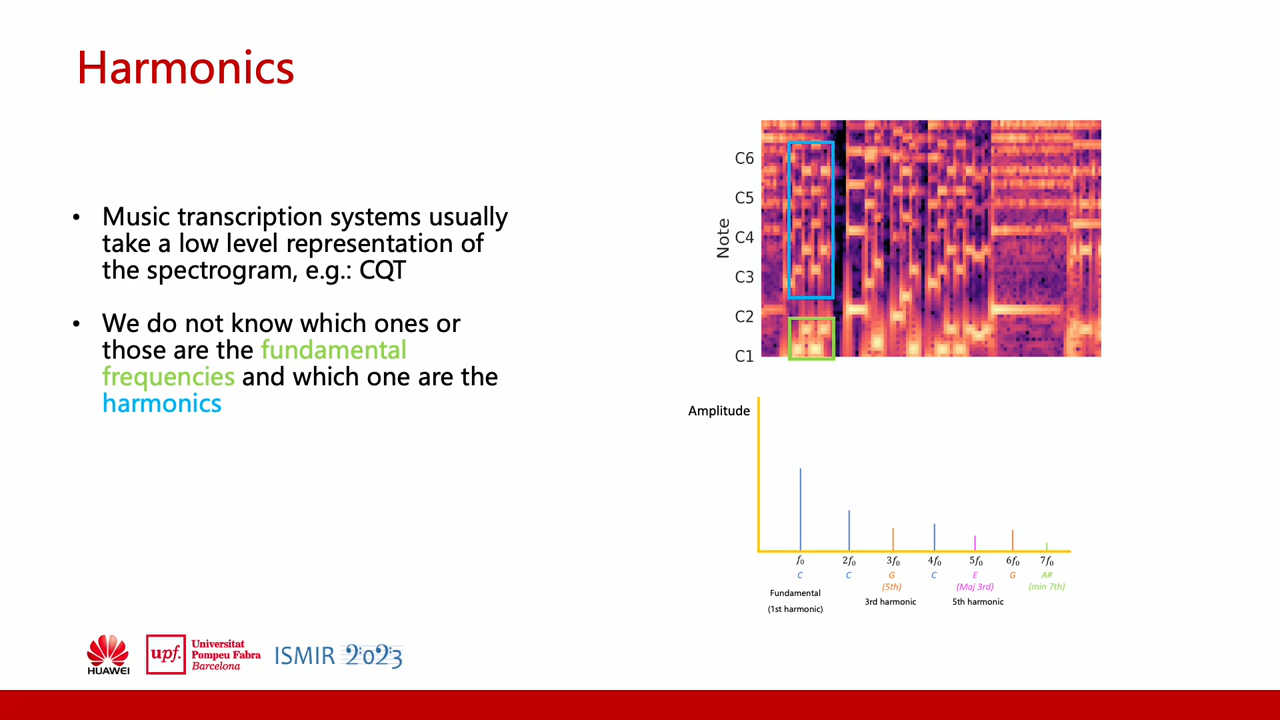 Harmonics
• Music transcription systems usually
take a low level representation of
the spectrogram, e.g.: CQT
• We do not know which ones or
those are the fundamental
frequencies and which one are the
harmonics
Note
C6
C5
C4
C3
C2
C1
Amplitude
f₀ 2f₀ 3f₀ 4f₀ 5f₀ 6f₀ 7f₀
C C G C E G A#
(5th) (Maj 3rd) (min 7th)
Fundamental
(1st harmonic)
3rd harmonic 5th harmonic
HUAWEI
upf.
Universitat
Pompeu Fabra
Barcelona
ISMIR 2023